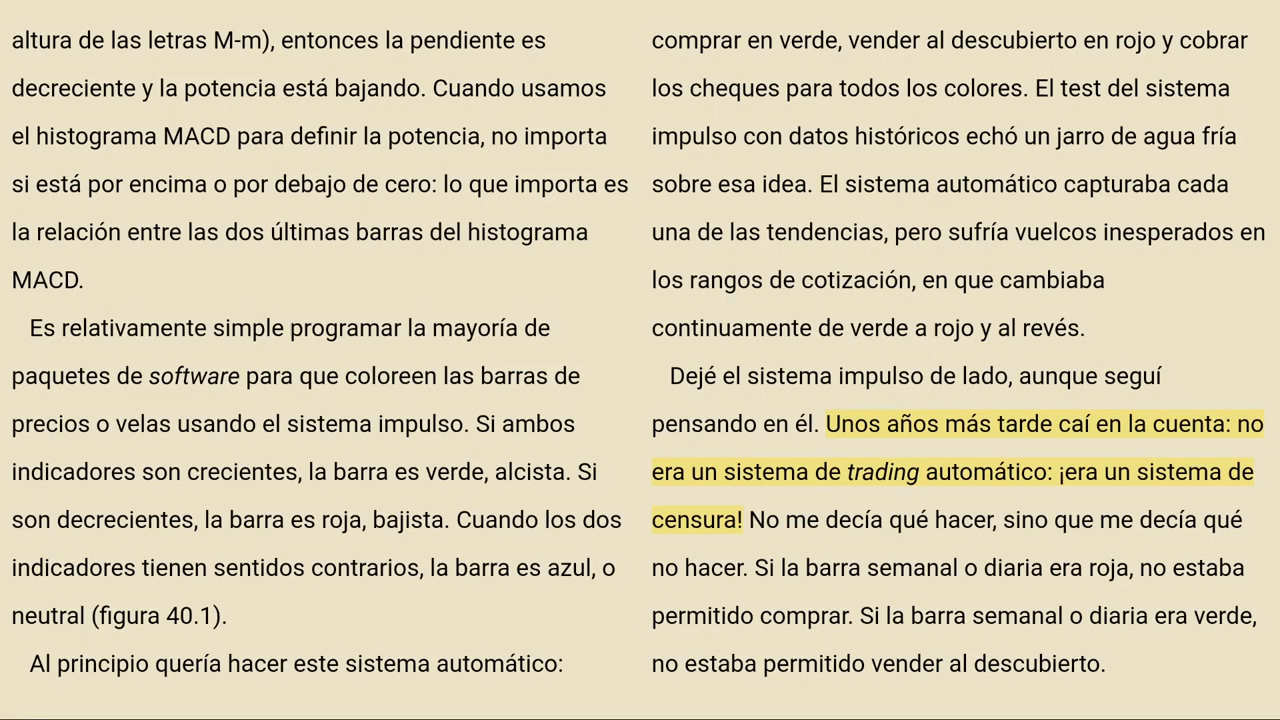 altura de las letras M-m), entonces la pendiente es
decreciente y la potencia está bajando. Cuando usamos
el histograma MACD para definir la potencia, no importa
si está por encima o por debajo de cero: lo que importa es
la relación entre las dos últimas barras del histograma
MACD.
Es relativamente simple programar la mayoría de
paquetes de software para que coloreen las barras de
precios o velas usando el sistema impulso. Si ambos
indicadores son crecientes, la barra es verde, alcista. Si
son decrecientes, la barra es roja, bajista. Cuando los dos
indicadores tienen sentidos contrarios, la barra es azul, o
neutral (figura 40.1).
Al principio quería hacer este sistema automático:
comprar en verde, vender al descubierto en rojo y cobrar
los cheques para todos los colores. El test del sistema
impulso con datos históricos echó un jarro de agua fría
sobre esa idea. El sistema automático capturaba cada
una de las tendencias, pero sufría vuelcos inesperados en
los rangos de cotización, en que cambiaba
continuamente de verde a rojo y al revés.
Dejé el sistema impulso de lado, aunque seguí
pensando en él. Unos años más tarde caí en la cuenta: no
era un sistema de trading automático: ¡era un sistema de
censura! No me decía qué hacer, sino que me decía qué
no hacer. Si la barra semanal o diaria era roja, no estaba
permitido comprar. Si la barra semanal o diaria era verde,
no estaba permitido vender al descubierto.